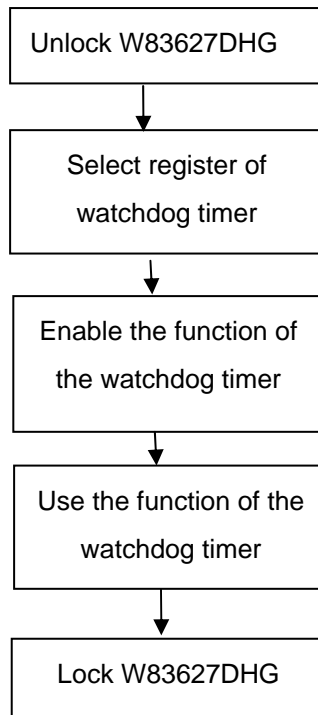 Unlock W83627DHG
Select register of
watchdog timer
Enable the function of
the watchdog timer
Use the function of the
watchdog timer
Lock W83627DHG